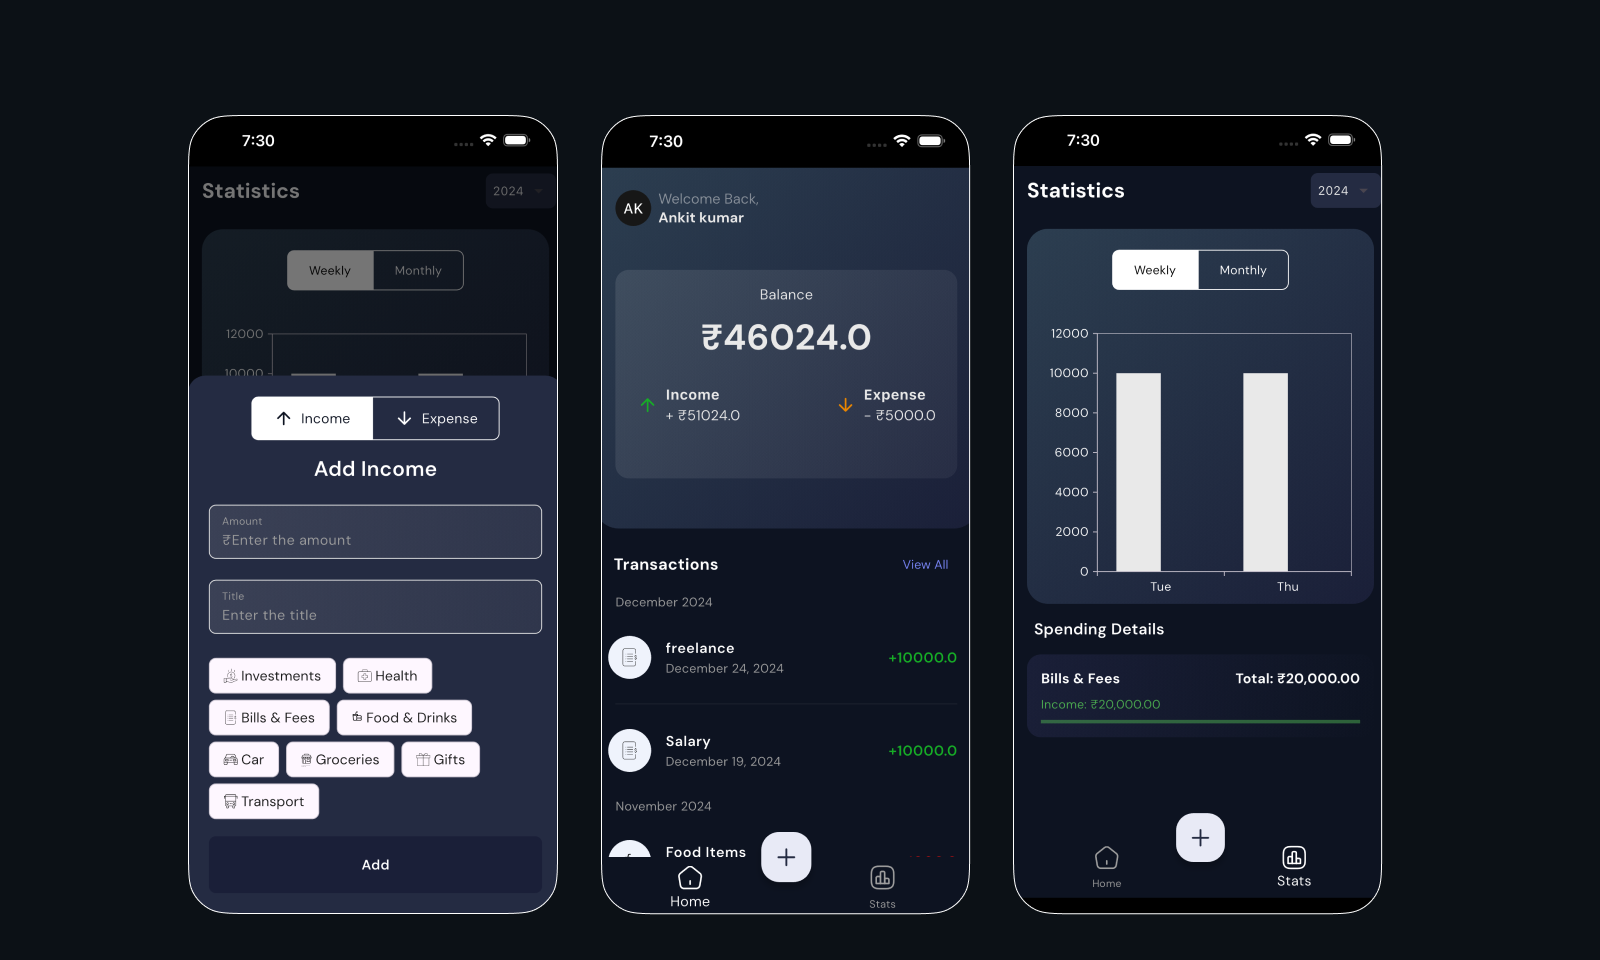 7:30
Statistics
2024
Weekly
Monthly
12000
10000
Income
Expense
Add Income
Amount
₹Enter the amount
Title
Enter the title
Investments
Health
Bills & Fees
Food & Drinks
Car
Groceries
Gifts
Transport
Add
7:30
AK
Welcome Back,
Ankit kumar
Balance
₹46024.0
Income
+ ₹51024.0
Expense
- ₹5000.0
Transactions
View All
December 2024
freelance
December 24, 2024
+10000.0
Salary
December 19, 2024
+10000.0
November 2024
Food Items
Home
Stats
7:30
Statistics
2024
Weekly
Monthly
12000
10000
8000
6000
4000
2000
0
Tue
Thu
Spending Details
Bills & Fees
Total: ₹20,000.00
Income: ₹20,000.00
Home
Stats